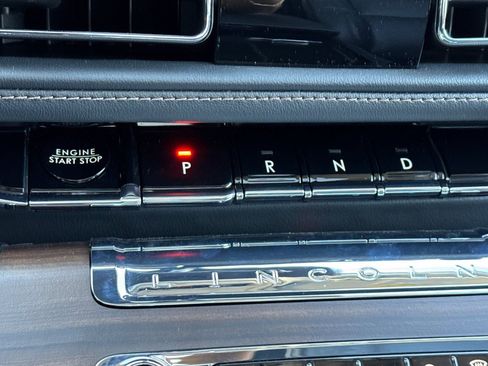 ENGINE
START STOP
P R N D
LINCOLN